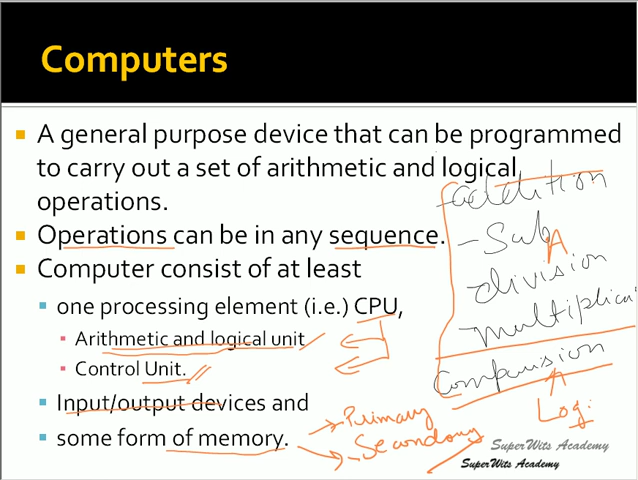 Computers
A general purpose device that can be programmed
to carry out a set of arithmetic and logical
operations.
Operations can be in any sequence.
Computer consist of at least
one processing element (i.e.) CPU,
Arithmetic and logical unit
Control Unit.
Input/output devices and
some form of memory.
addition
- Sub
A
division
multiplica
Comparision
Log.
Primary
Secondary
SuperWits Academy
SuperWits Academy